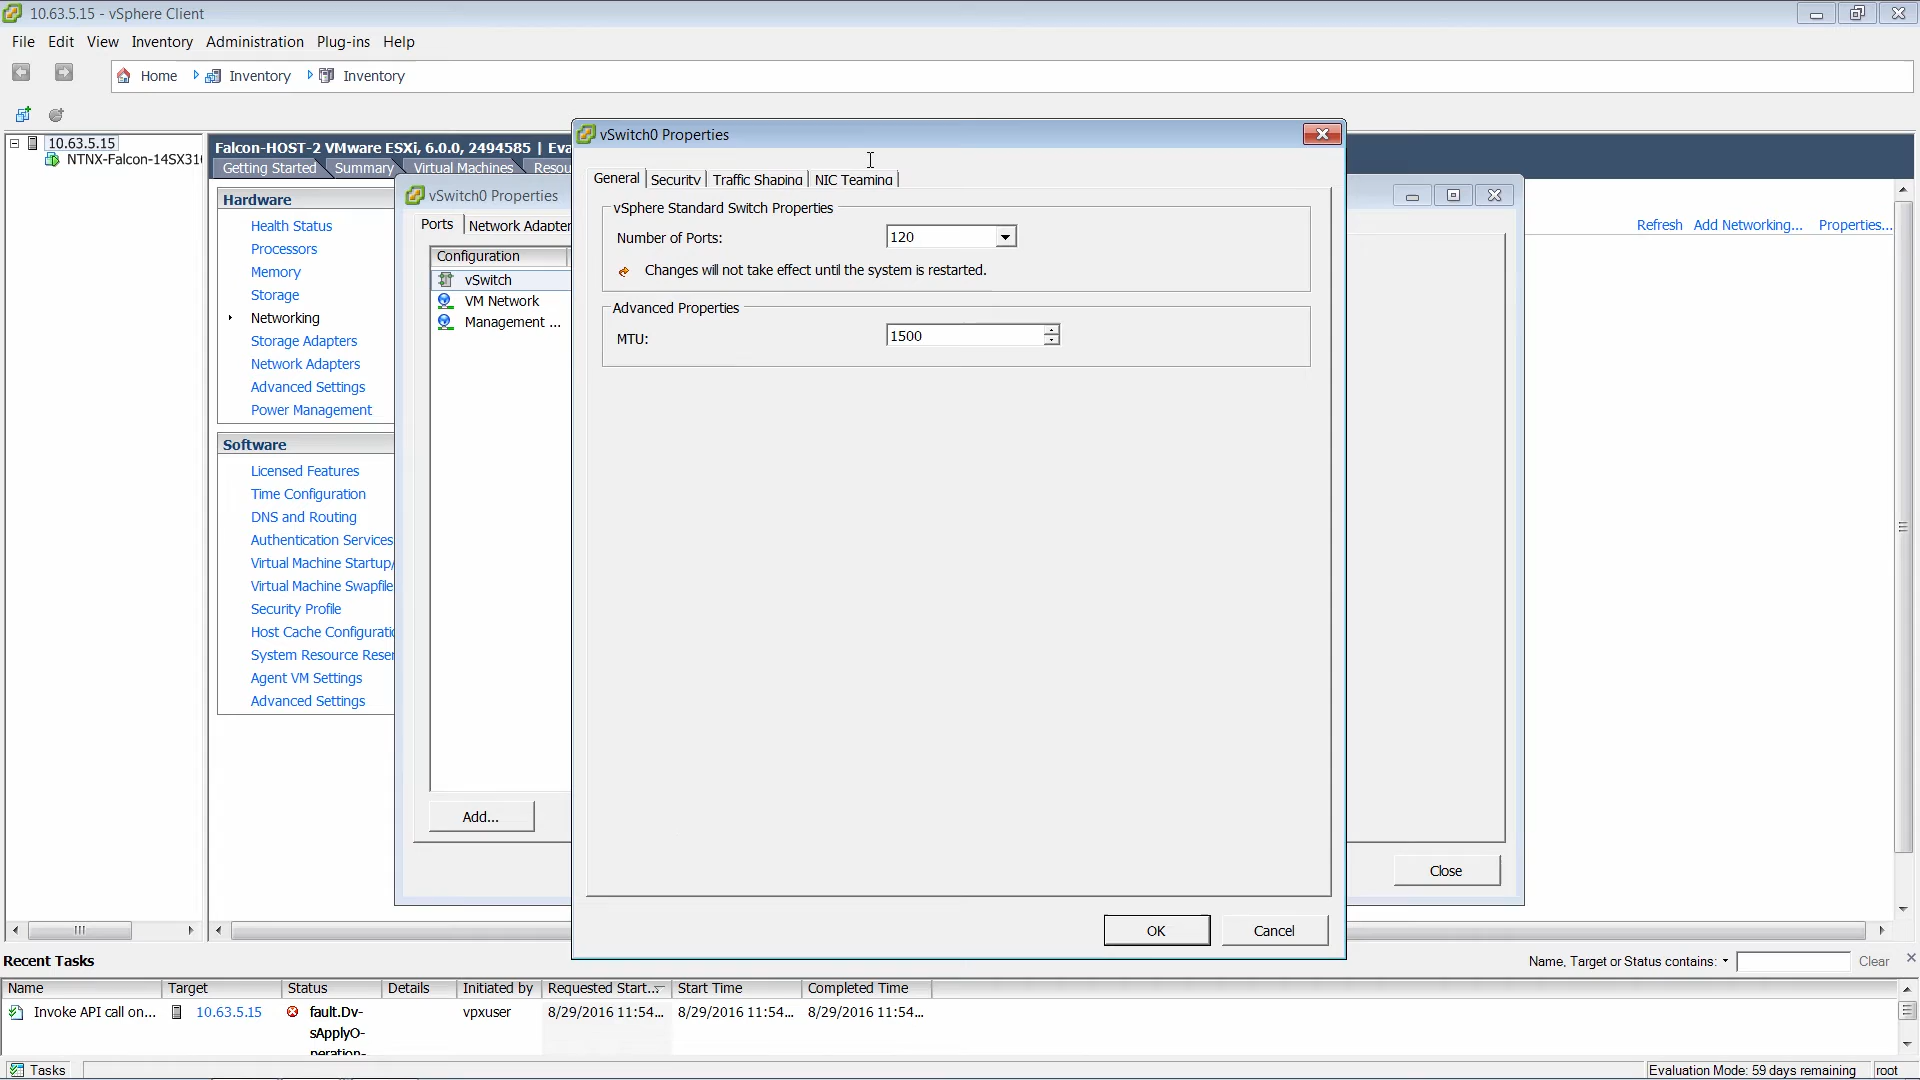 10.63.5.15 - vSphere Client
File Edit View Inventory Administration Plug-ins Help
Home Inventory Inventory
10.63.5.15
NTNX-Falcon-14SX31
Falcon-HOST-2 VMware ESXi, 6.0.0, 2494585 | Eva
Getting Started Summary Virtual Machines Resou
Hardware
Health Status
Processors
Memory
Storage
Networking
Storage Adapters
Network Adapters
Advanced Settings
Power Management
Software
Licensed Features
Time Configuration
DNS and Routing
Authentication Services
Virtual Machine Startup/
Virtual Machine Swapfile
Security Profile
Host Cache Configuratio
System Resource Reser
Agent VM Settings
Advanced Settings
Refresh Add Networking... Properties...
vSwitch0 Properties
Ports Network Adapter
Configuration
vSwitch
VM Network
Management ...
Add...
Close
vSwitch0 Properties
General Security Traffic Shaping NIC Teaming
vSphere Standard Switch Properties
Number of Ports: 120
Changes will not take effect until the system is restarted.
Advanced Properties
MTU: 1500
OK Cancel
Recent Tasks
Name, Target or Status contains: Clear
Name Target Status Details Initiated by Requested Start... Start Time Completed Time
Invoke API call on... 10.63.5.15 fault.Dv- vpxuser 8/29/2016 11:54... 8/29/2016 11:54... 8/29/2016 11:54...
sApplyO-
peration-
Tasks
Evaluation Mode: 59 days remaining root